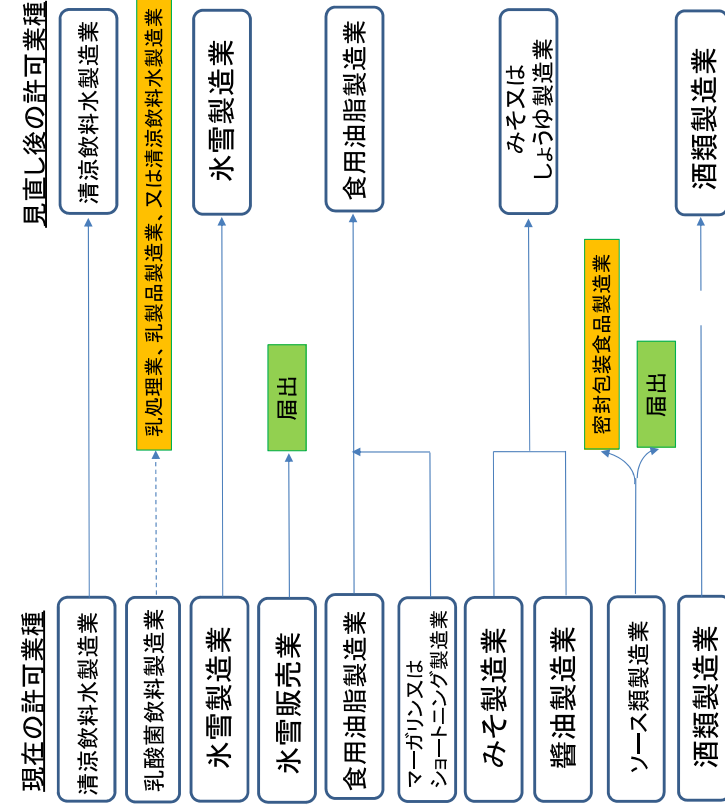 現在の許可業種
見直し後の許可業種
清涼飲料水製造業
清涼飲料水製造業
乳酸菌飲料製造業
乳処理業、乳製品製造業、又は清涼飲料水製造業
氷雪製造業
氷雪製造業
氷雪販売業
届出
食用油脂製造業
食用油脂製造業
マーガリン又は
ショートニング製造業
みそ製造業
醬油製造業
みそ又は
しょうゆ製造業
ソース類製造業
密封包装食品製造業
届出
酒類製造業
酒類製造業